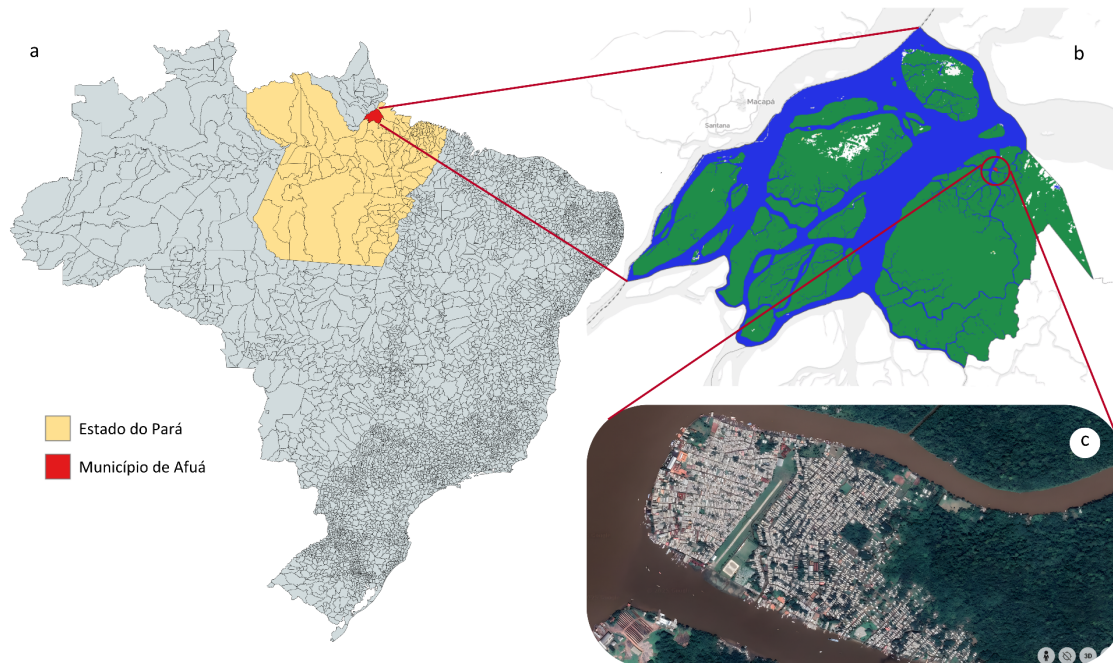 a
b
Macapá
Santana
Estado do Pará
Município de Afuá
c
3D